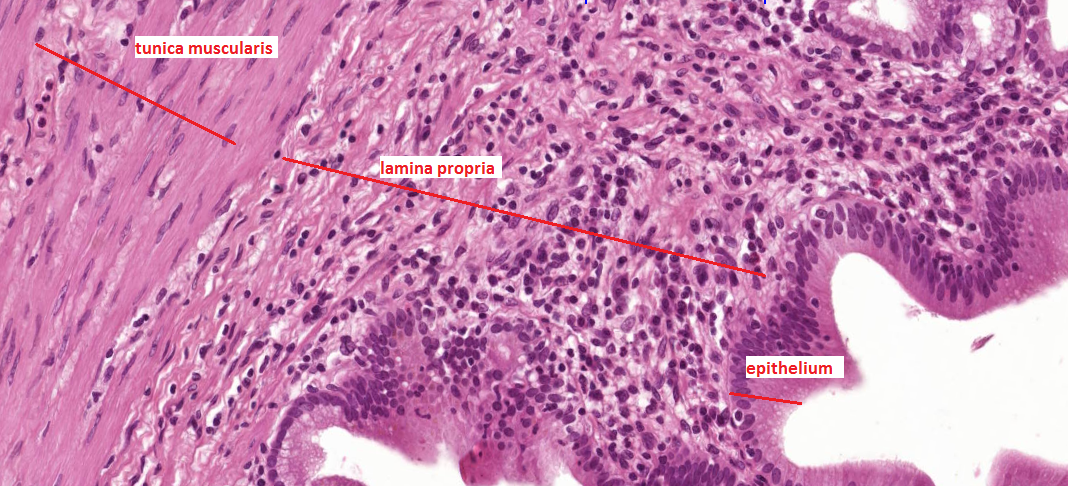 tunica muscularis
lamina propria
epithelium